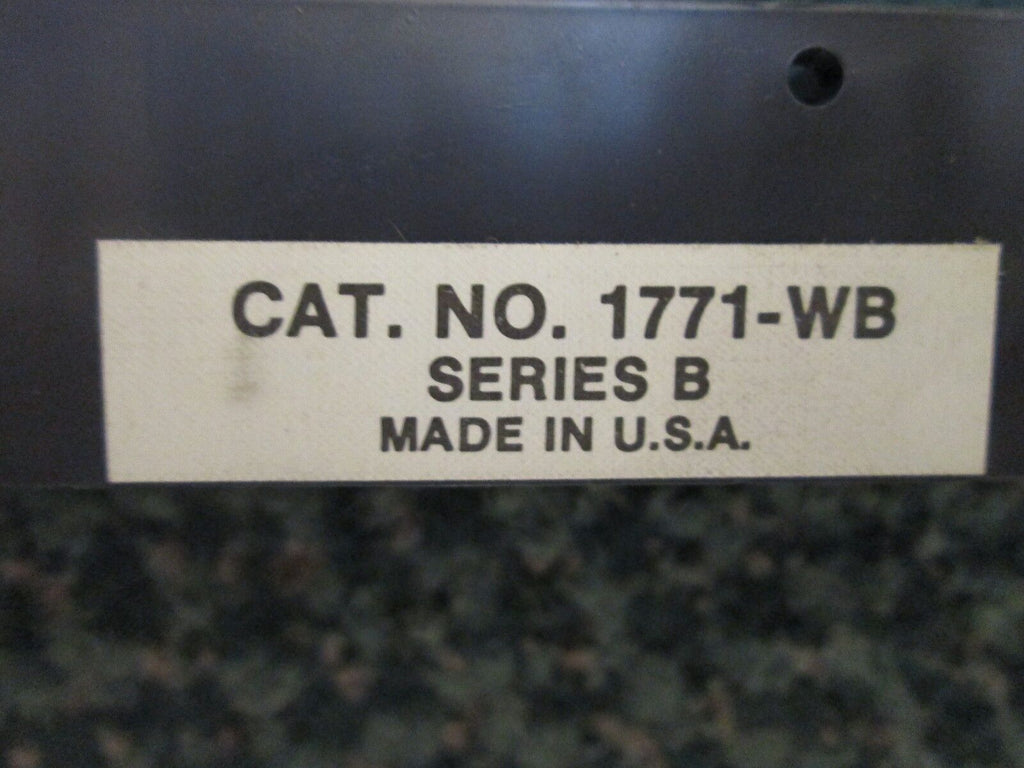 CAT. NO. 1771-WB
SERIES B
MADE IN U.S.A.